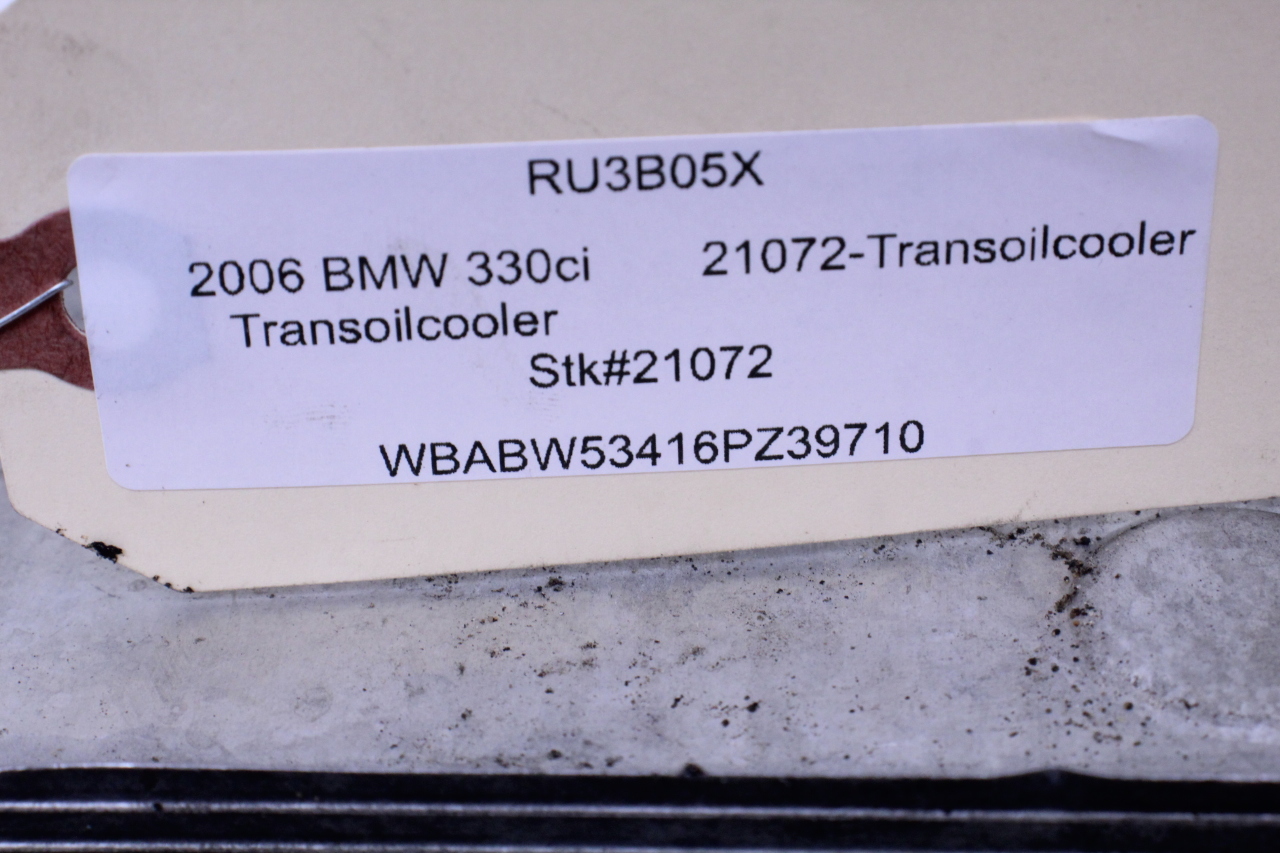 RU3B05X
2006 BMW 330ci 21072-Transoilcooler
Transoilcooler
Stk#21072
WBABW53416PZ39710